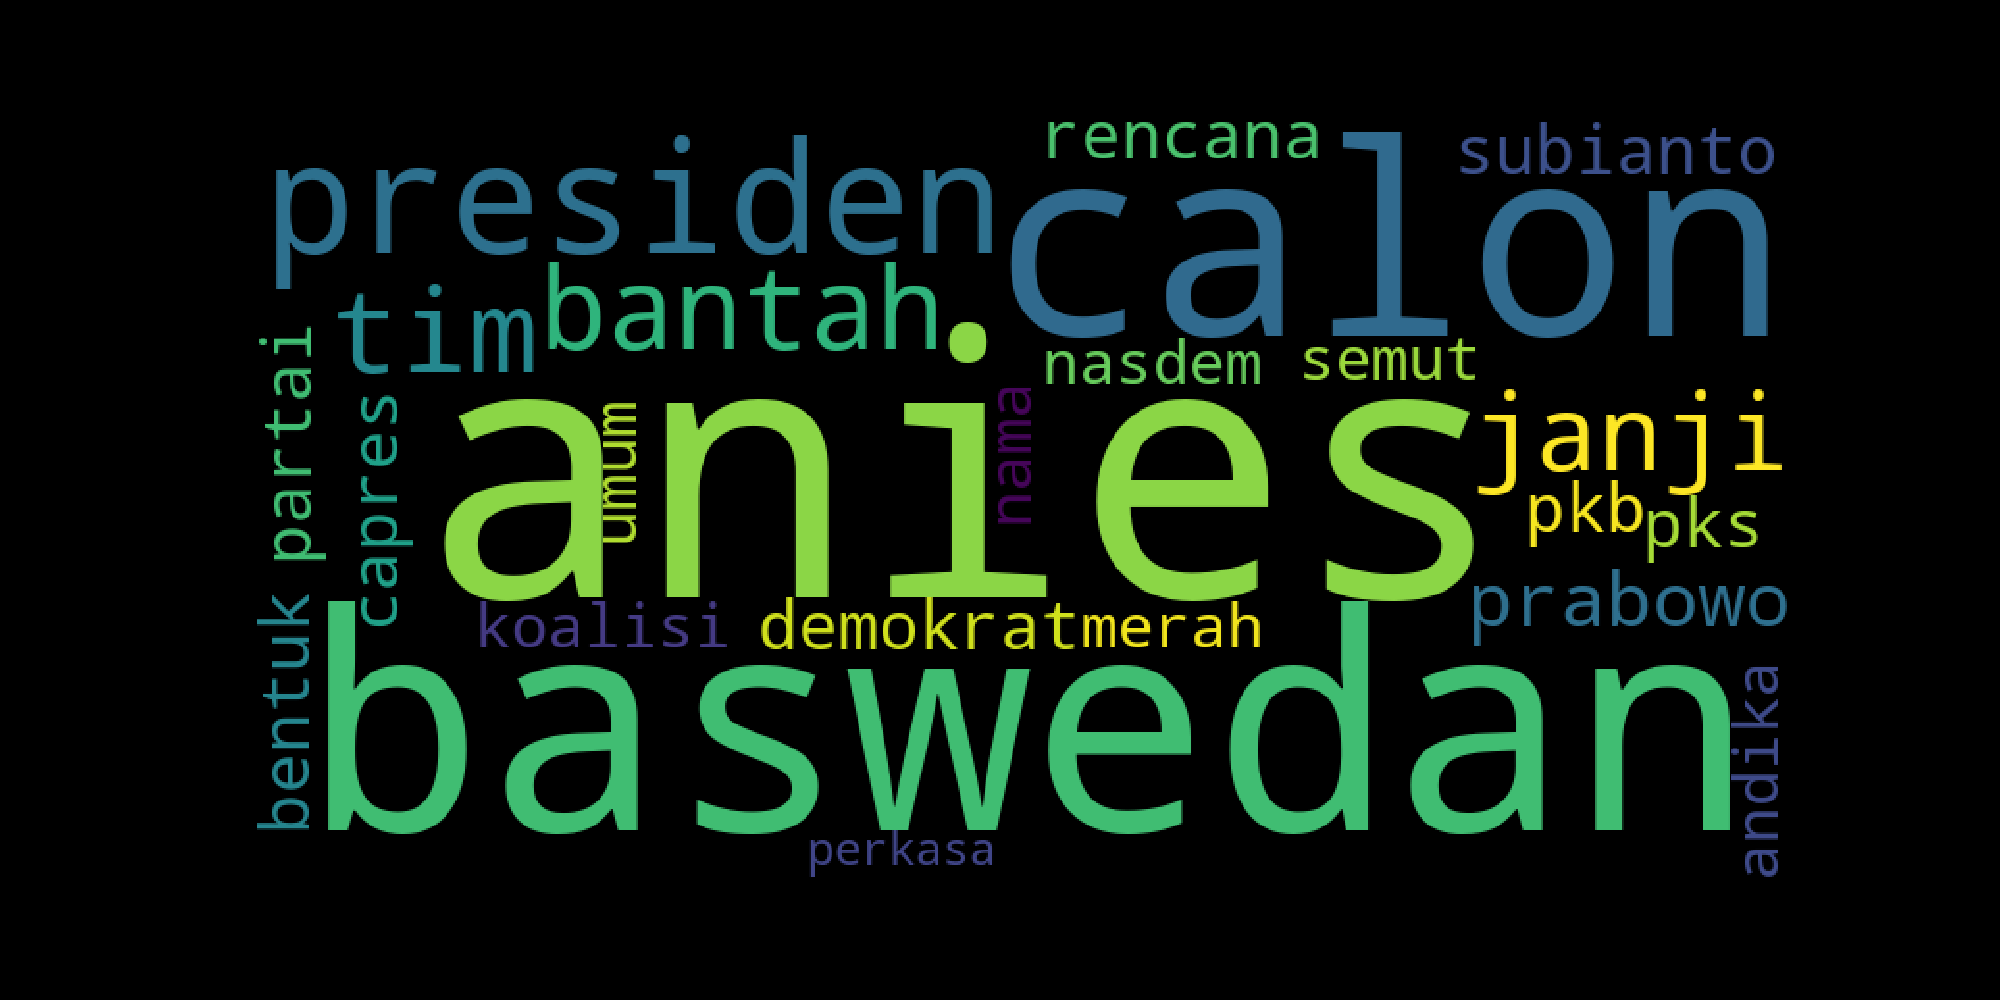 rencana
subianto
presiden
calon
tim
bantah
nasdem
semut
partai
capres
anies
umum
nama
janji
pkb
pks
prabowo
bentuk
koalisi
demokrat
merah
baswedan
andika
perkasa